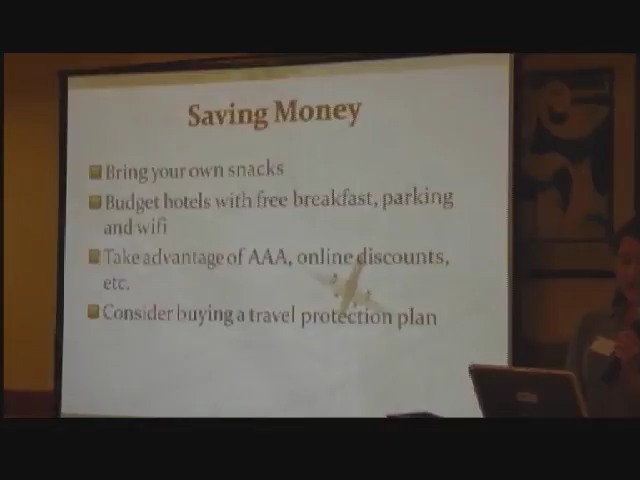 Saving Money
Bring your own snacks
Budget hotels with free breakfast, parking
and wifi
Take advantage of AAA, online discounts,
etc.
Consider buying a travel protection plan